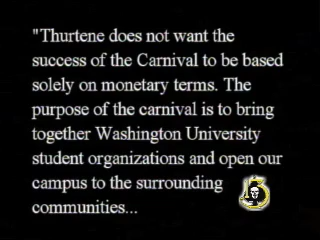 "Thurtene does not want the
success of the Carnival to be based
solely on monetary terms. The
purpose of the carnival is to bring
together Washington University
student organizations and open our
campus to the surrounding
communities...